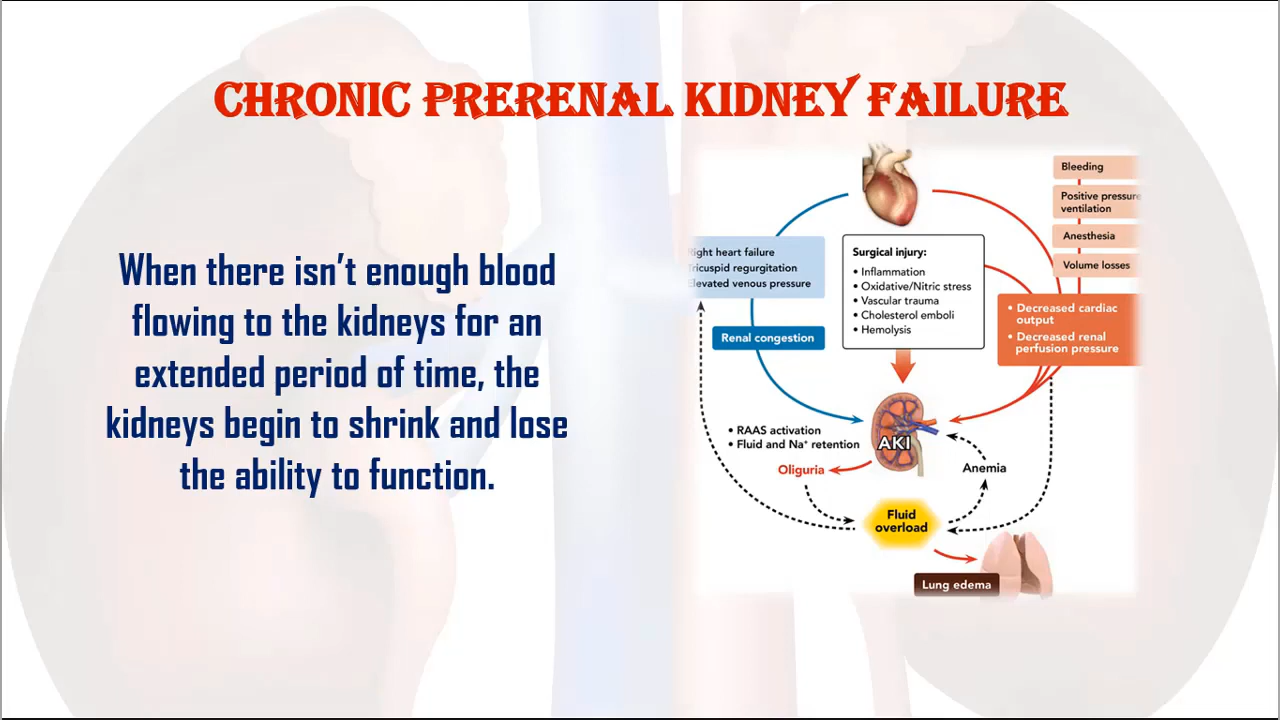 CHRONIC PRERENAL KIDNEY FAILURE
When there isn't enough blood
flowing to the kidneys for an
extended period of time, the
kidneys begin to shrink and lose
the ability to function.
Bleeding
Positive pressure
ventilation
Anesthesia
Volume losses
Right heart failure
Tricuspid regurgitation
Elevated venous pressure
Renal congestion
Surgical injury:
• Inflammation
• Oxidative/Nitric stress
• Vascular trauma
• Cholesterol emboli
• Hemolysis
• Decreased cardiac
output
• Decreased renal
perfusion pressure
• RAAS activation
• Fluid and Na⁺ retention
Oliguria
AKI
Anemia
Fluid
overload
Lung edema